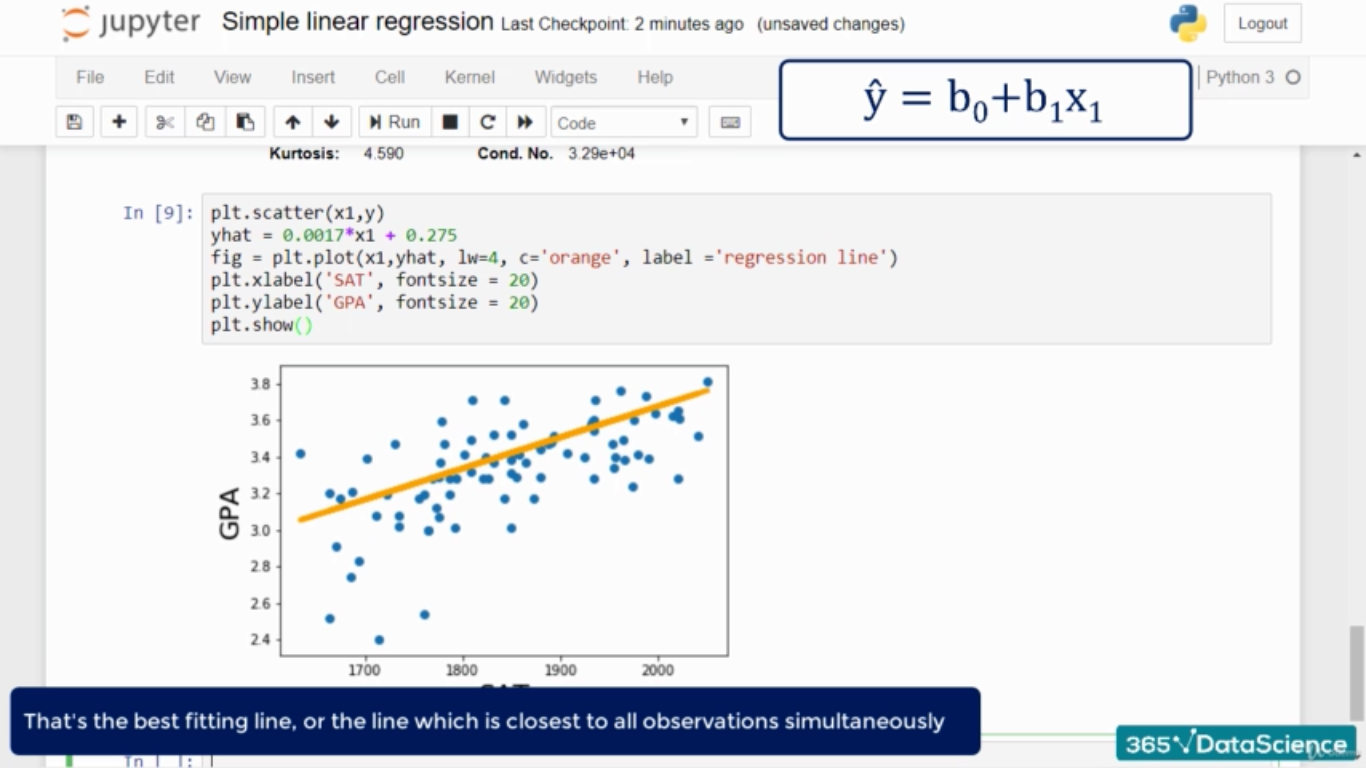 jupyter Simple linear regression Last Checkpoint: 2 minutes ago (unsaved changes)
Logout
File Edit View Insert Cell Kernel Widgets Help
Python 3
ŷ = b₀+b₁x₁
Run
Code
Kurtosis: 4.590 Cond. No. 3.29e+04
In [9]:
plt.scatter(x1,y)
yhat = 0.0017*x1 + 0.275
fig = plt.plot(x1,yhat, lw=4, c='orange', label ='regression line')
plt.xlabel('SAT', fontsize = 20)
plt.ylabel('GPA', fontsize = 20)
plt.show()
3.8
3.6
3.4
3.2
3.0
2.8
2.6
2.4
GPA
1700 1800 1900 2000
SAT
That's the best fitting line, or the line which is closest to all observations simultaneously
365 DataScience
In [ ]: